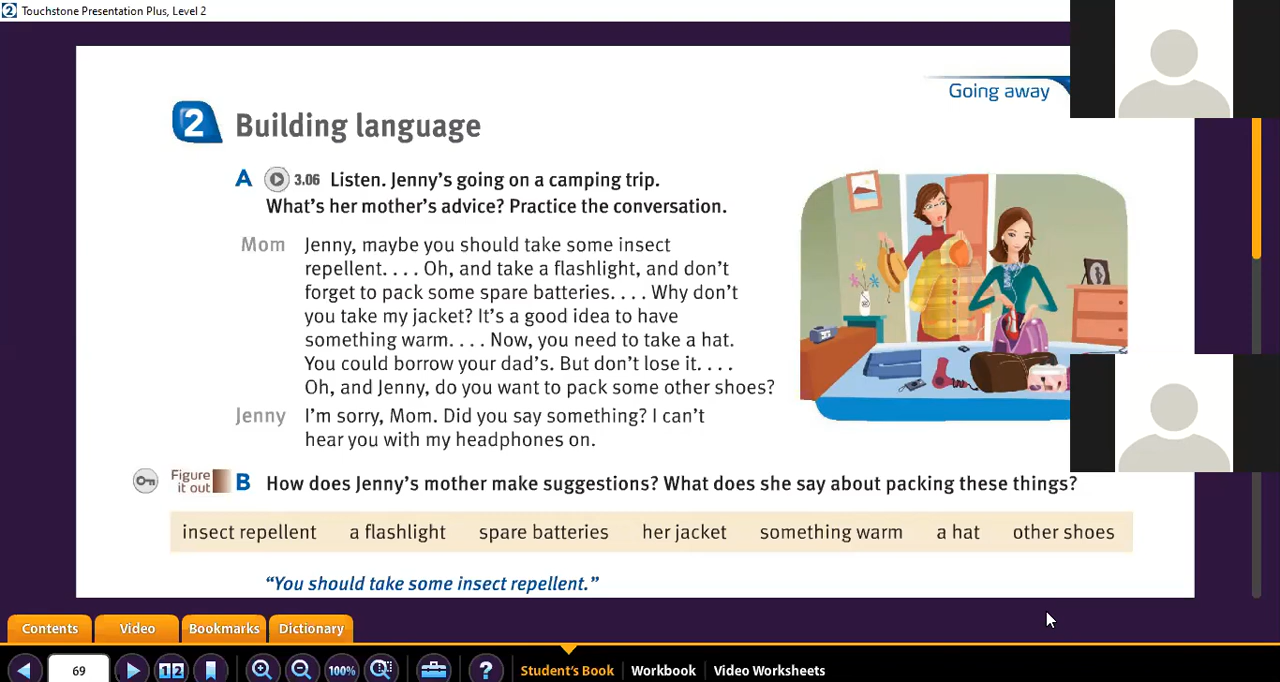 Touchstone Presentation Plus, Level 2
Going away
2 Building language
A 3.06 Listen. Jenny's going on a camping trip.
What's her mother's advice? Practice the conversation.
Mom Jenny, maybe you should take some insect
repellent. . . . Oh, and take a flashlight, and don't
forget to pack some spare batteries. . . . Why don't
you take my jacket? It's a good idea to have
something warm. . . . Now, you need to take a hat.
You could borrow your dad's. But don't lose it. . . .
Oh, and Jenny, do you want to pack some other shoes?
Jenny I'm sorry, Mom. Did you say something? I can't
hear you with my headphones on.
Figure
it out B How does Jenny's mother make suggestions? What does she say about packing these things?
insect repellent a flashlight spare batteries her jacket something warm a hat other shoes
"You should take some insect repellent."
Contents Video Bookmarks Dictionary
69 1 2 100% ? Student's Book Workbook Video Worksheets